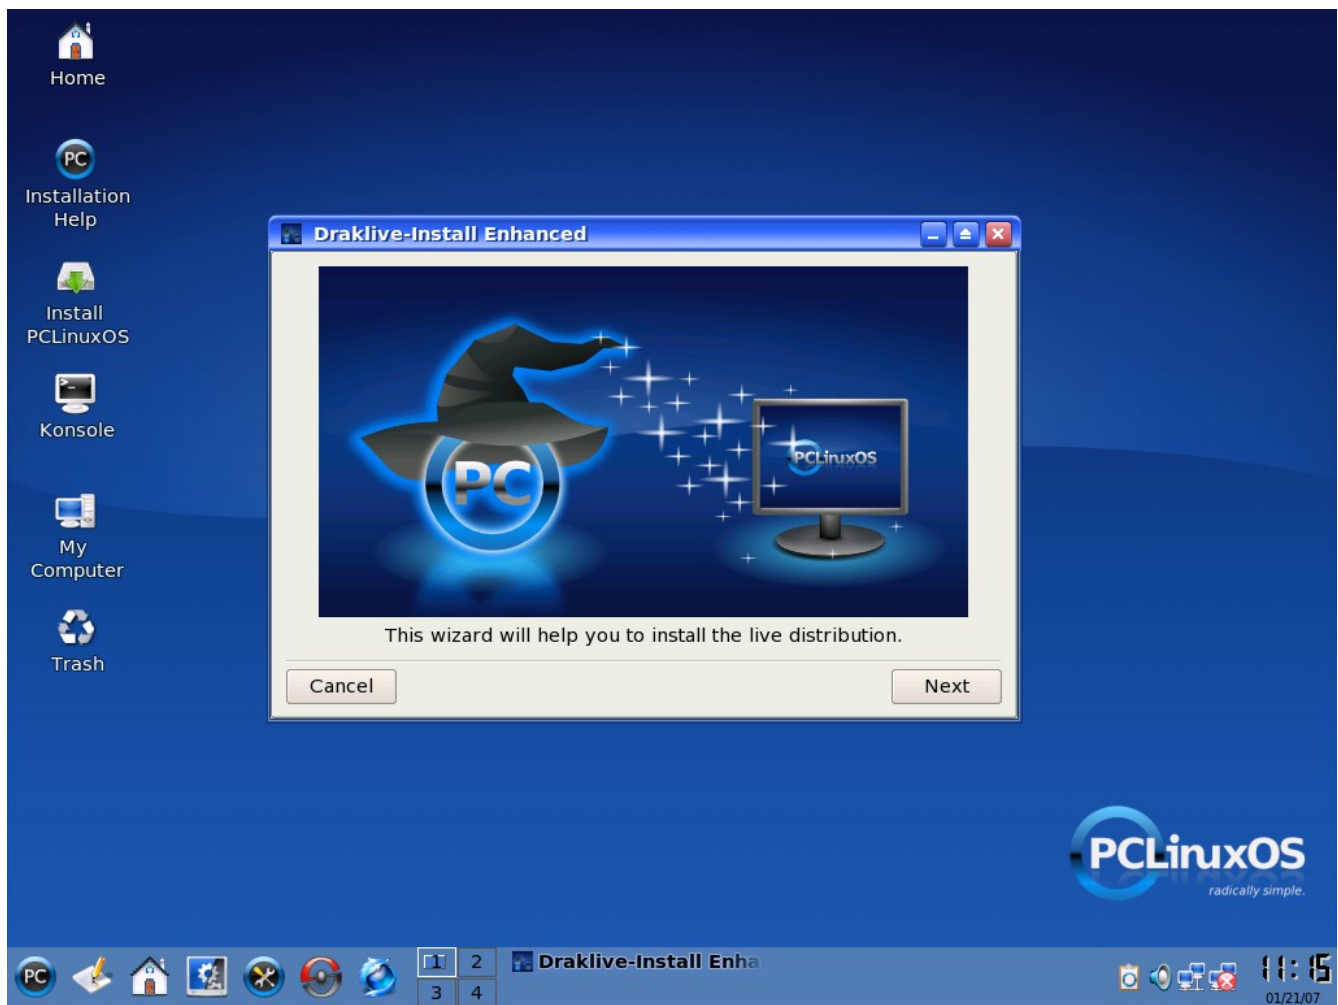 Home
PC
Installation
Help
Install
PCLinuxOS
Konsole
My
Computer
Trash
Draklive-Install Enhanced
PC
PCLinuxOS
This wizard will help you to install the live distribution.
Cancel
Next
PCLinuxOS
radically simple.
PC
1
2
3
4
Draklive-Install Enha
11:15
01/21/07